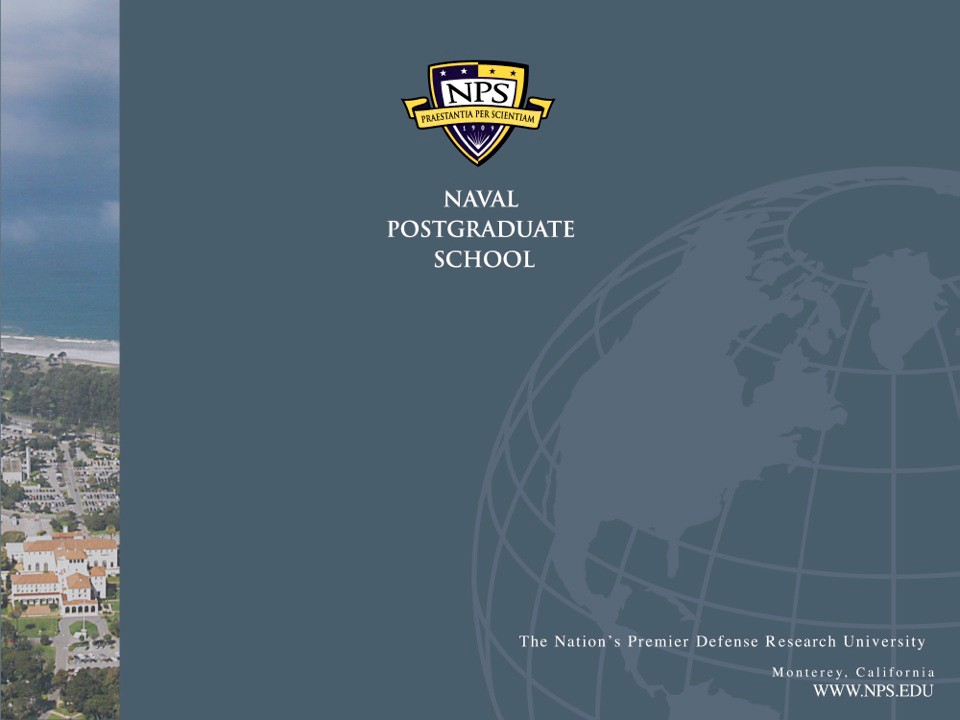 NPS
PRAESTANTIA PER SCIENTIAM
1909
NAVAL
POSTGRADUATE
SCHOOL
The Nation’s Premier Defense Research University
Monterey, California
WWW.NPS.EDU